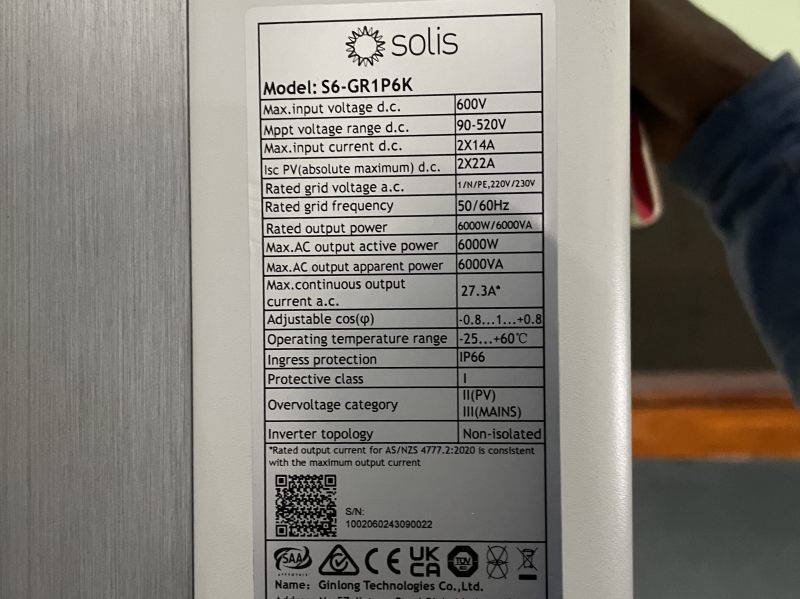 solis
Model: S6-GR1P6K
Max.input voltage d.c. 600V
Mppt voltage range d.c. 90-520V
Max.input current d.c. 2X14A
Isc PV(absolute maximum) d.c. 2X22A
Rated grid voltage a.c. 1/N/PE,220V/230V
Rated grid frequency 50/60Hz
Rated output power 6000W/6000VA
Max.AC output active power 6000W
Max.AC output apparent power 6000VA
Max.continuous output
current a.c. 27.3A*
Adjustable cos(φ) -0.8...1...+0.8
Operating temperature range -25...+60℃
Ingress protection IP66
Protective class I
Overvoltage category II(PV)
III(MAINS)
Inverter topology Non-isolated
*Rated output current for AS/NZS 4777.2:2020 is consistent
with the maximum output current
S/N:
1002060243090022
SAA CE UK
CA TÜV
Name: Ginlong Technologies Co.,Ltd.